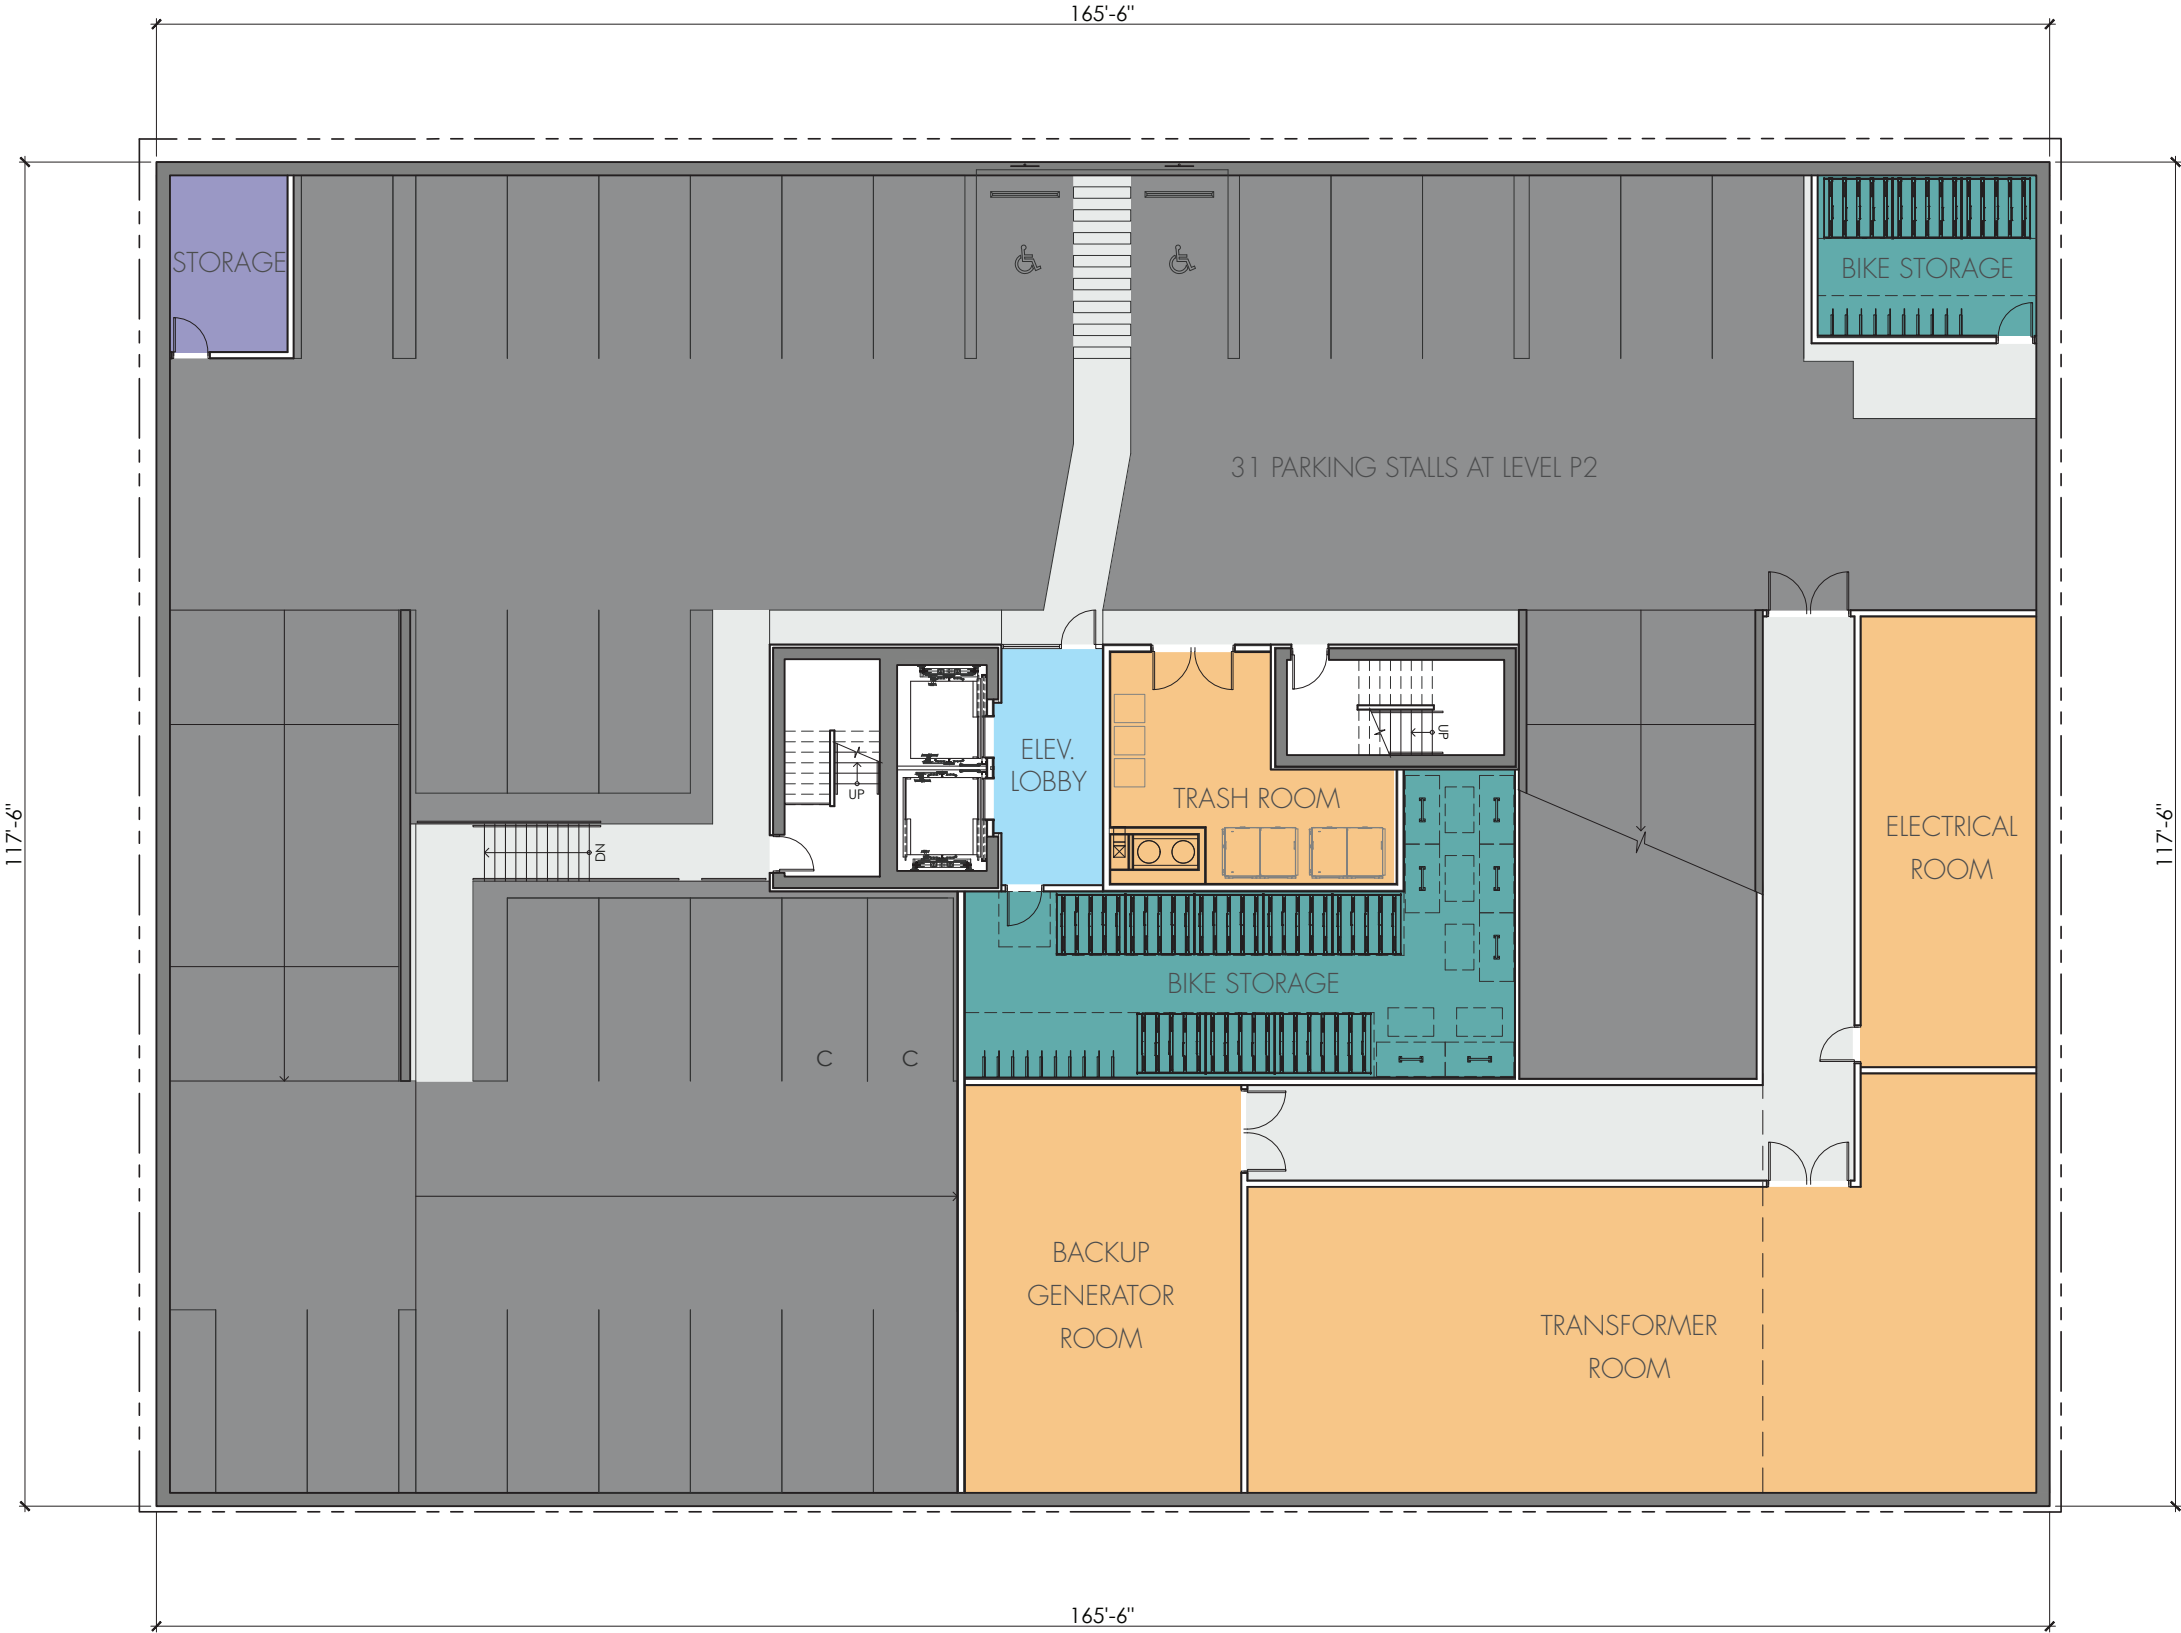 165'-6"
STORAGE
BIKE STORAGE
31 PARKING STALLS AT LEVEL P2
117'-6"
117'-6"
ELEV.
LOBBY
UP
UP
TRASH ROOM
DN
ELECTRICAL
ROOM
BIKE STORAGE
C
C
BACKUP
GENERATOR
ROOM
TRANSFORMER
ROOM
165'-6"